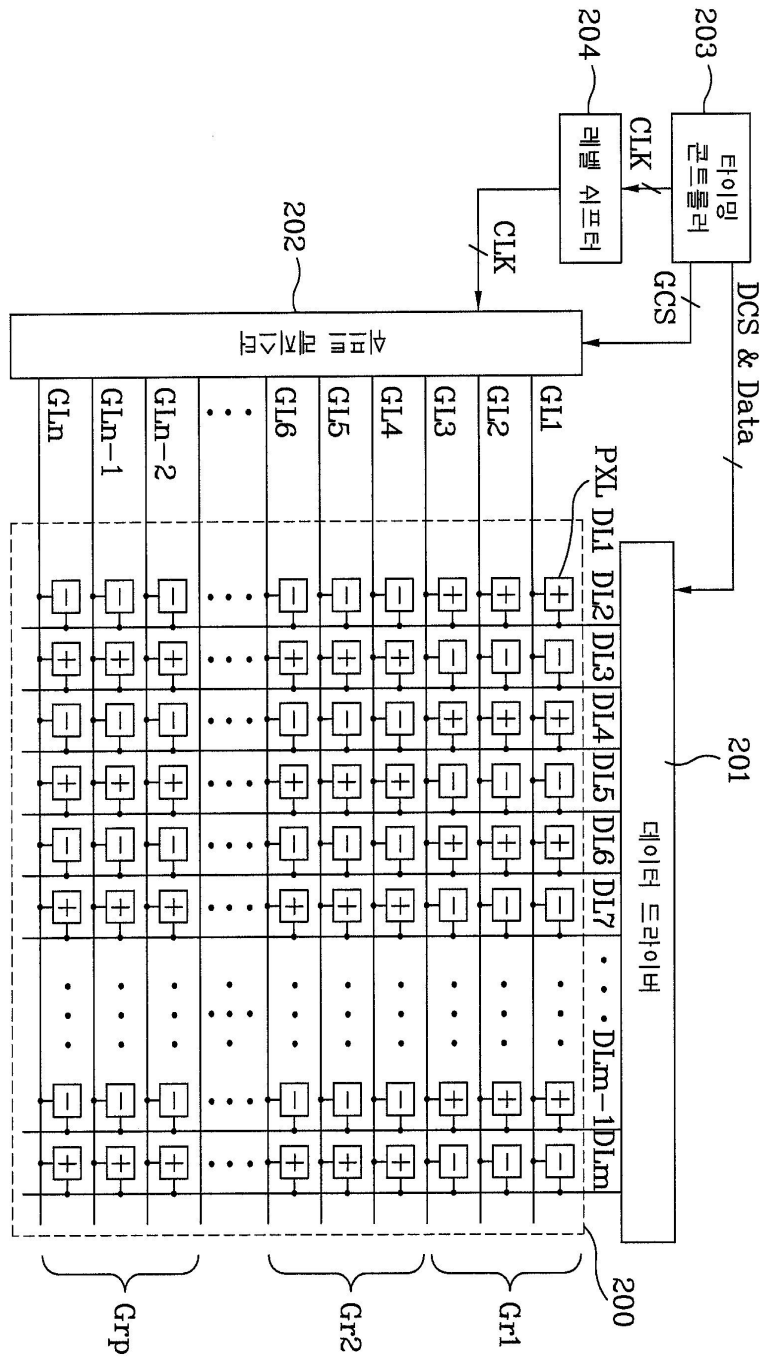 DCS & Data
201
203
타이밍
콘트롤러
GCS
데이터 드라이버
CLK
204
레벨 쉬프터
CLK
202
쉬프트 레지스터
PXL
DL1 DL2 DL3 DL4 DL5 DL6 DL7 ··· DLm-1 DLm
200
GL1 + − + − + − ··· + −
GL2 + − + − + − ··· + −
GL3 + − + − + − ··· + −
Gr1
GL4 − + − + − + ··· − +
GL5 − + − + − + ··· − +
GL6 − + − + − + ··· − +
Gr2
GLn-2 − + − + − + ··· − +
GLn-1 − + − + − + ··· − +
GLn − + − + − + ··· − +
Grp